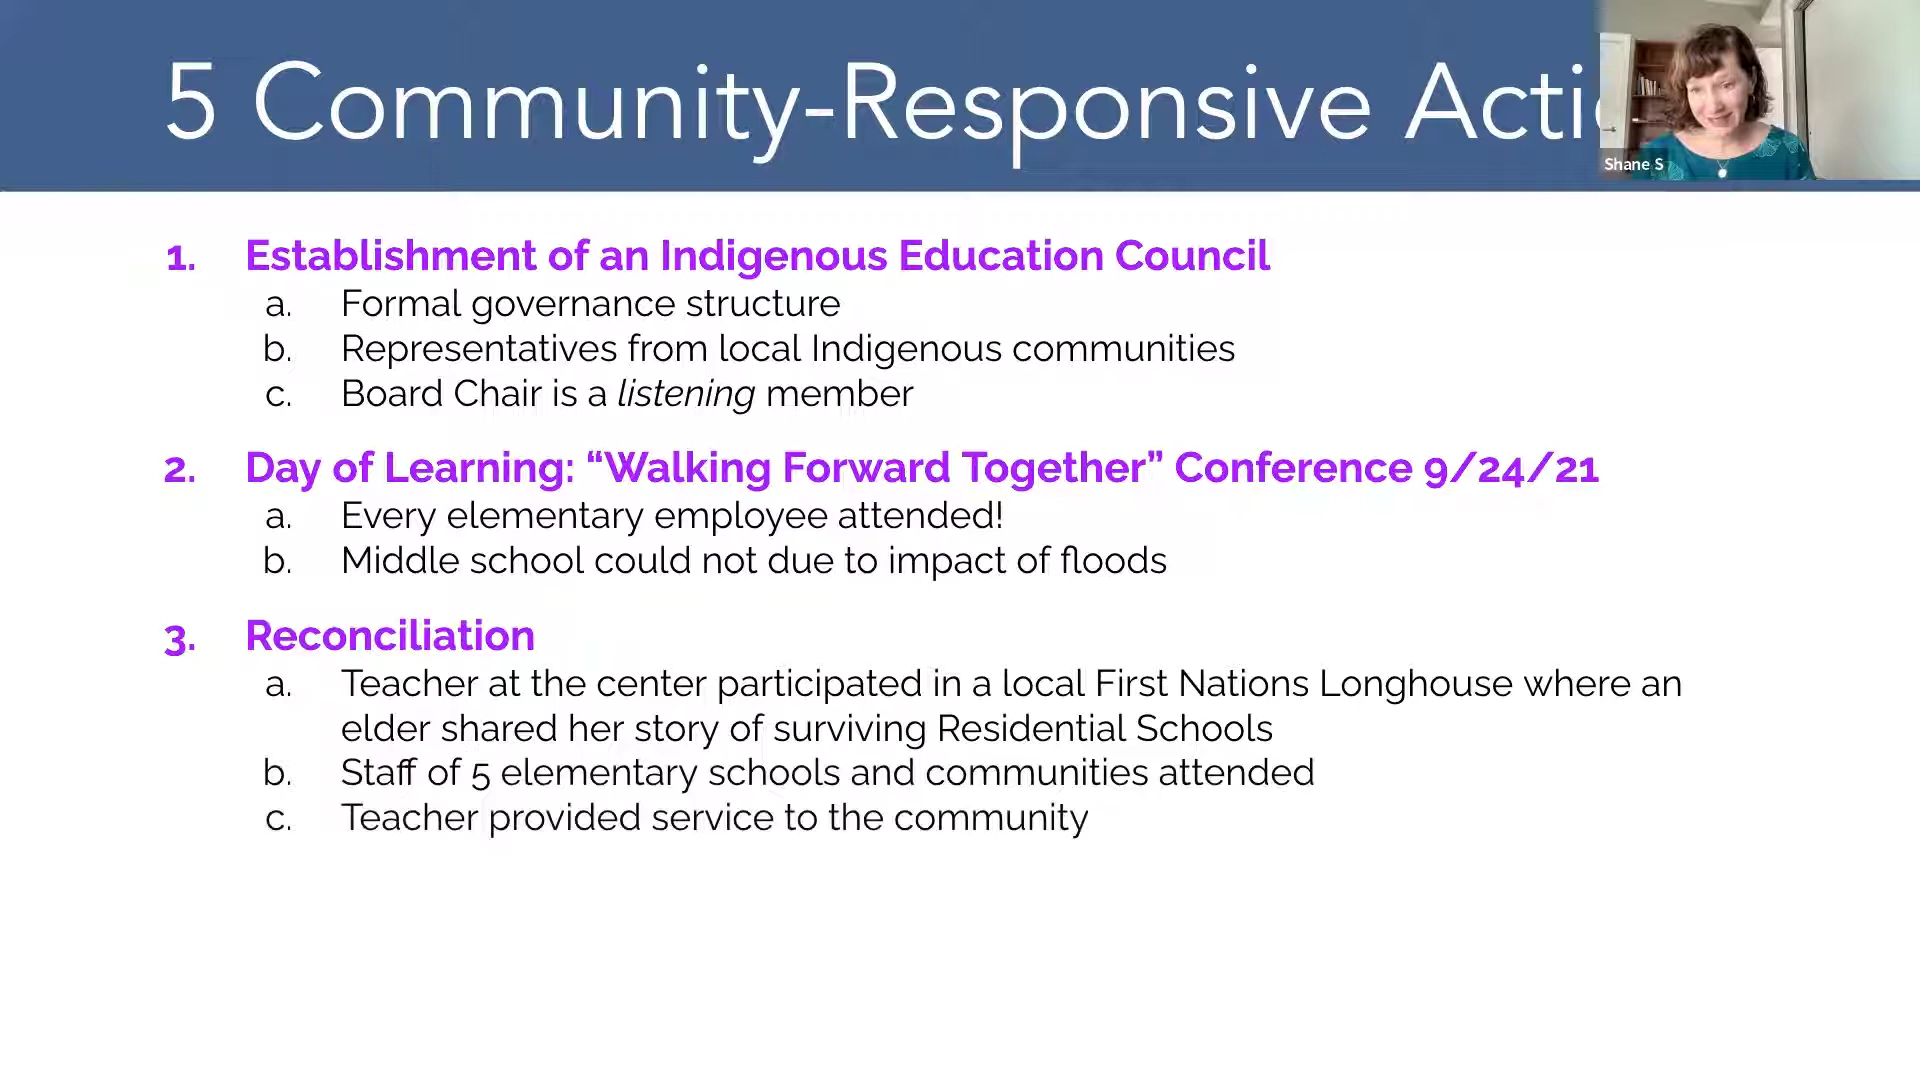 5 Community-Responsive Acti
Shane S
1. Establishment of an Indigenous Education Council
a. Formal governance structure
b. Representatives from local Indigenous communities
c. Board Chair is a listening member
2. Day of Learning: “Walking Forward Together” Conference 9/24/21
a. Every elementary employee attended!
b. Middle school could not due to impact of floods
3. Reconciliation
a. Teacher at the center participated in a local First Nations Longhouse where an
elder shared her story of surviving Residential Schools
b. Staff of 5 elementary schools and communities attended
c. Teacher provided service to the community